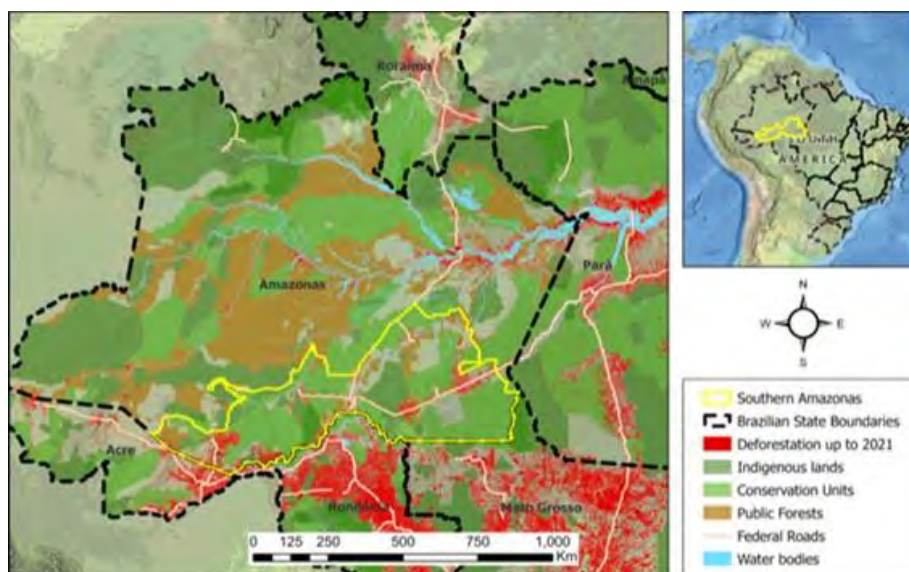 Roraima
Amapá
Amazonas
Pará
Acre
Rondônia
Mato Grosso
0 125 250 500 750 1,000
Km
AMERICA
N
W E
S
Southern Amazonas
Brazilian State Boundaries
Deforestation up to 2021
Indigenous lands
Conservation Units
Public Forests
Federal Roads
Water bodies